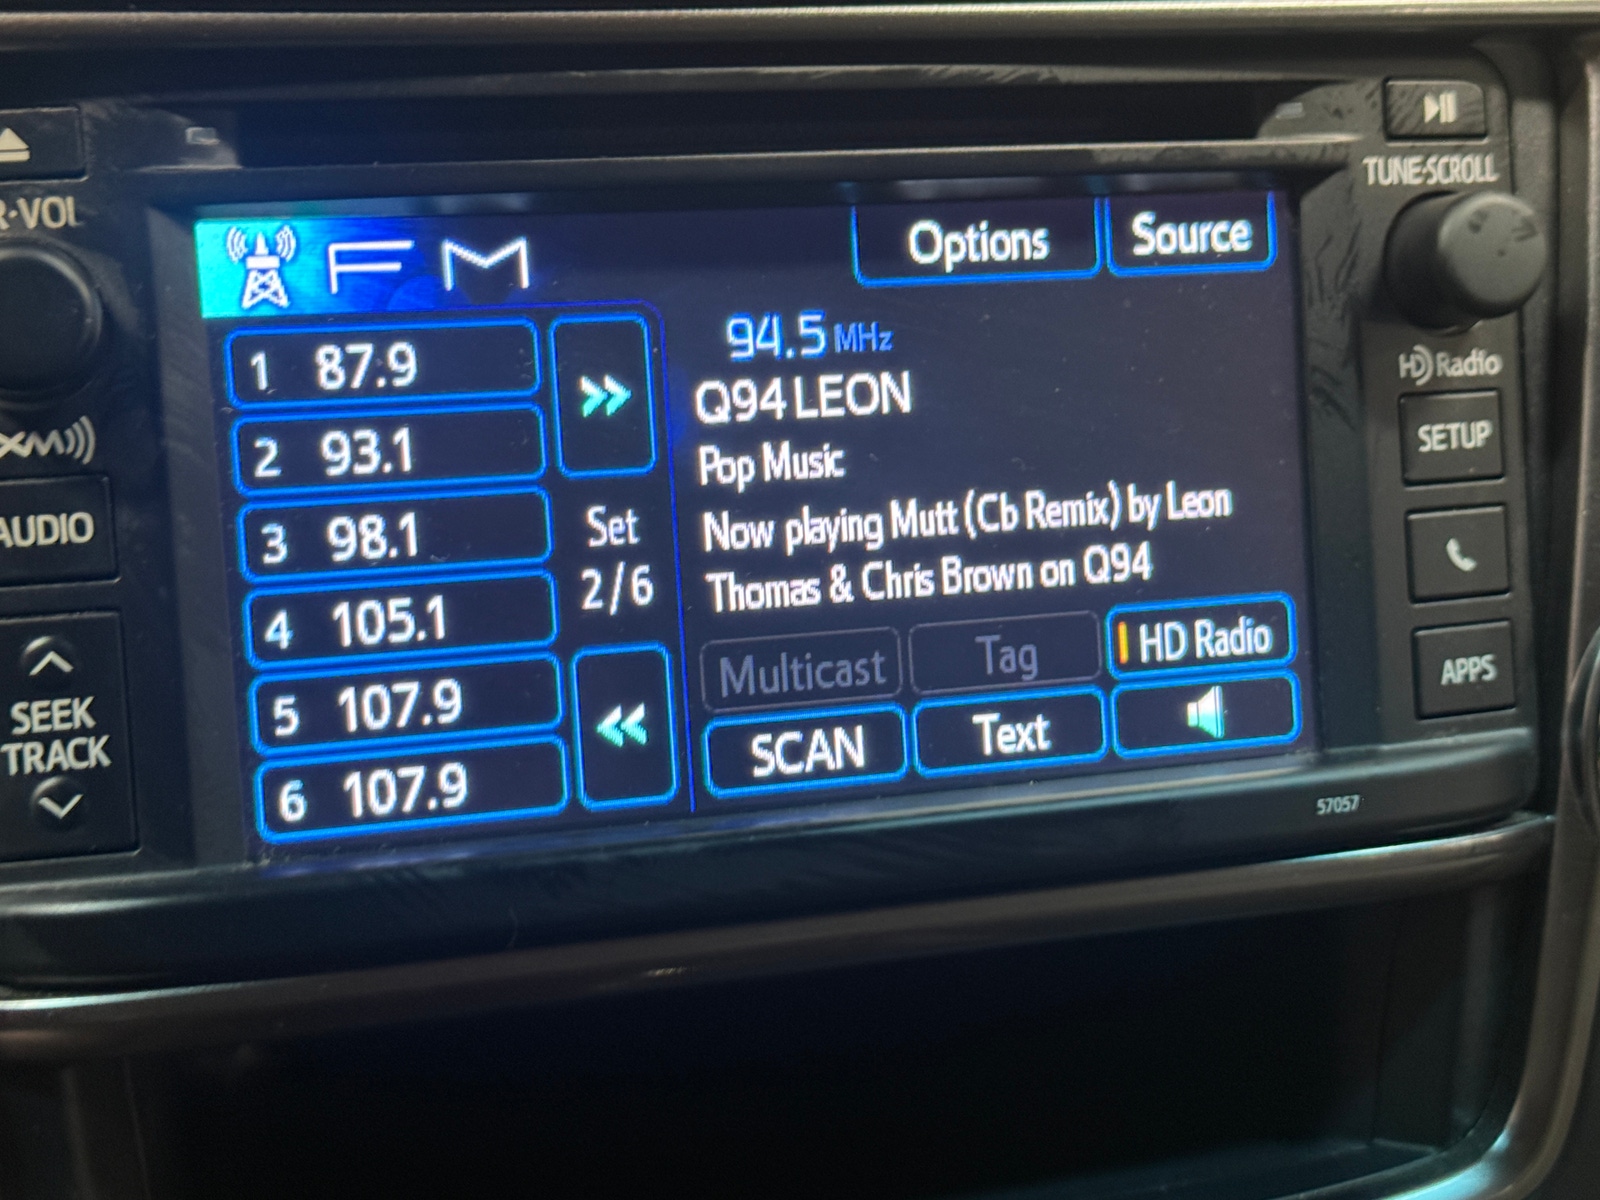 TUNE·SCROLL
R·VOL
FM
Options
Source
1 87.9
2 93.1
3 98.1
4 105.1
5 107.9
6 107.9
Set
2/6
94.5 MHz
Q94 LEON
Pop Music
Now playing Mutt (Cb Remix) by Leon
Thomas & Chris Brown on Q94
Multicast
Tag
HD Radio
SCAN
Text
XM
AUDIO
SEEK
TRACK
HD Radio
SETUP
APPS
57057